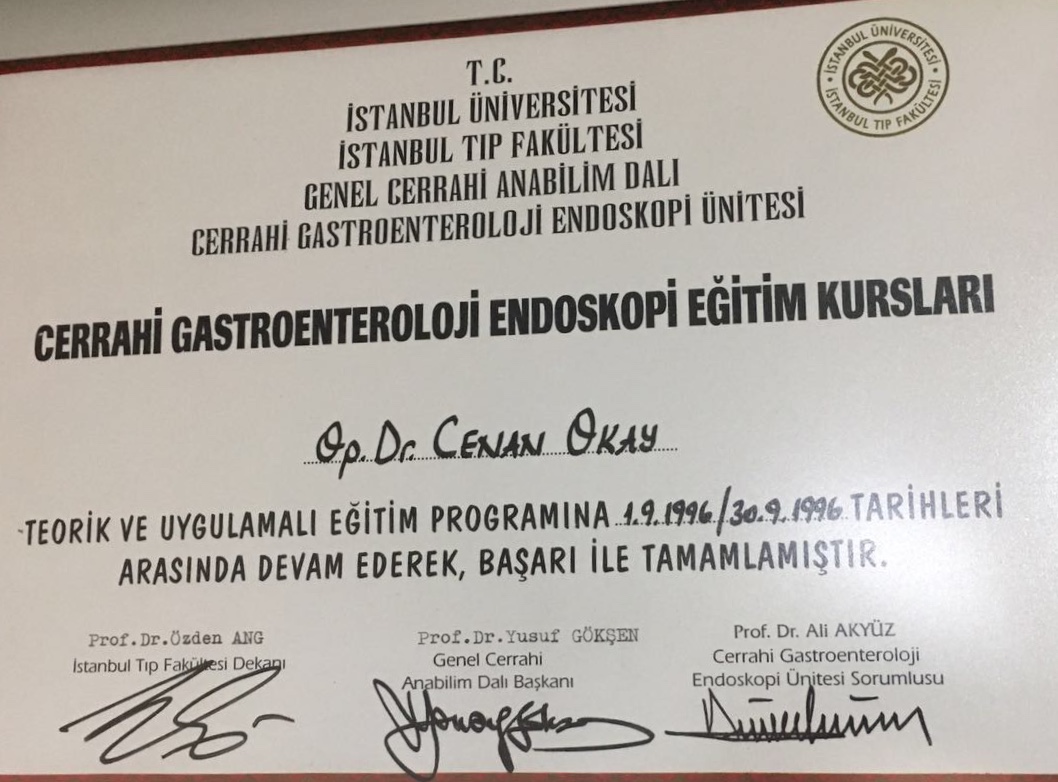 T.C.
İSTANBUL ÜNİVERSİTESİ
İSTANBUL TIP FAKÜLTESİ
GENEL CERRAHİ ANABİLİM DALI
CERRAHİ GASTROENTEROLOJİ ENDOSKOPİ ÜNİTESİ
İSTANBUL ÜNİVERSİTESİ
İSTANBUL TIP FAKÜLTESİ
CERRAHİ GASTROENTEROLOJİ ENDOSKOPİ EĞİTİM KURSLARI
Op. Dr. CENAN OKAY
TEORİK VE UYGULAMALI EĞİTİM PROGRAMINA 1.9.1996/30.9.1996 TARİHLERİ
ARASINDA DEVAM EDEREK, BAŞARI İLE TAMAMLAMIŞTIR.
Prof.Dr.Özden ANG
İstanbul Tıp Fakültesi Dekanı
Prof.Dr.Yusuf GÖKŞEN
Genel Cerrahi
Anabilim Dalı Başkanı
Prof. Dr. Ali AKYÜZ
Cerrahi Gastroenteroloji
Endoskopi Ünitesi Sorumlusu